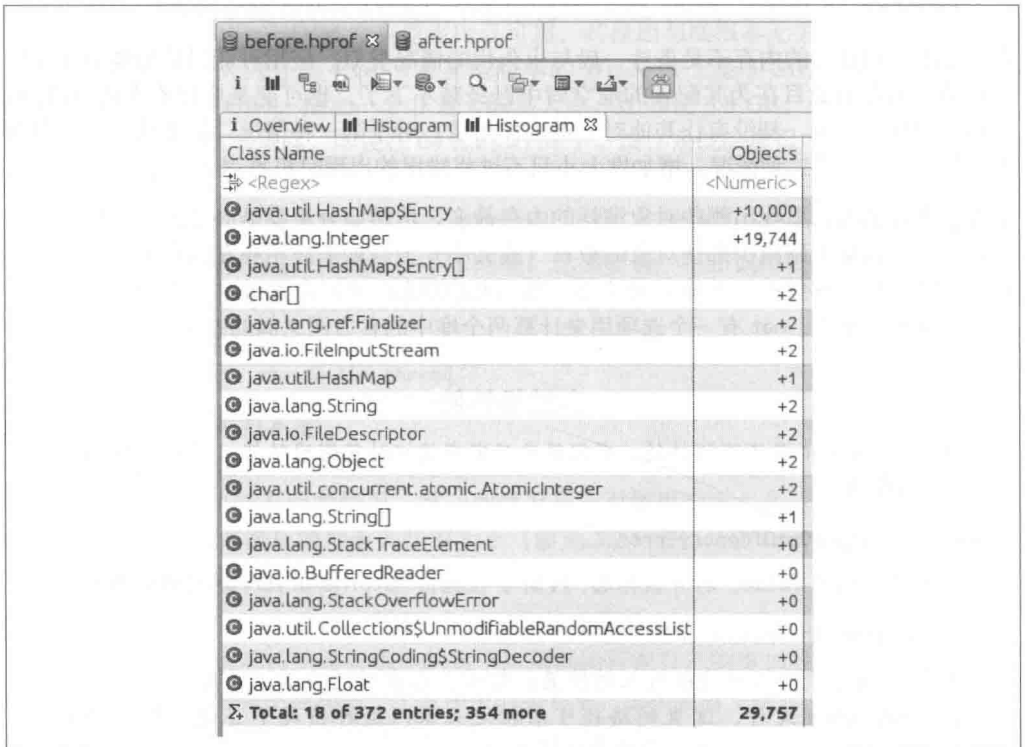 before.hprof
after.hprof
i Overview Histogram Histogram
Class Name Objects
<Regex> <Numeric>
java.util.HashMap$Entry +10,000
java.lang.Integer +19,744
java.util.HashMap$Entry[] +1
char[] +2
java.lang.ref.Finalizer +2
java.io.FileInputStream +2
java.util.HashMap +1
java.lang.String +2
java.io.FileDescriptor +2
java.lang.Object +2
java.util.concurrent.atomic.AtomicInteger +2
java.lang.String[] +1
java.lang.StackTraceElement +0
java.io.BufferedReader +0
java.lang.StackOverflowError +0
java.util.Collections$UnmodifiableRandomAccessList +0
java.lang.StringCoding$StringDecoder +0
java.lang.Float +0
Σ Total: 18 of 372 entries; 354 more 29,757